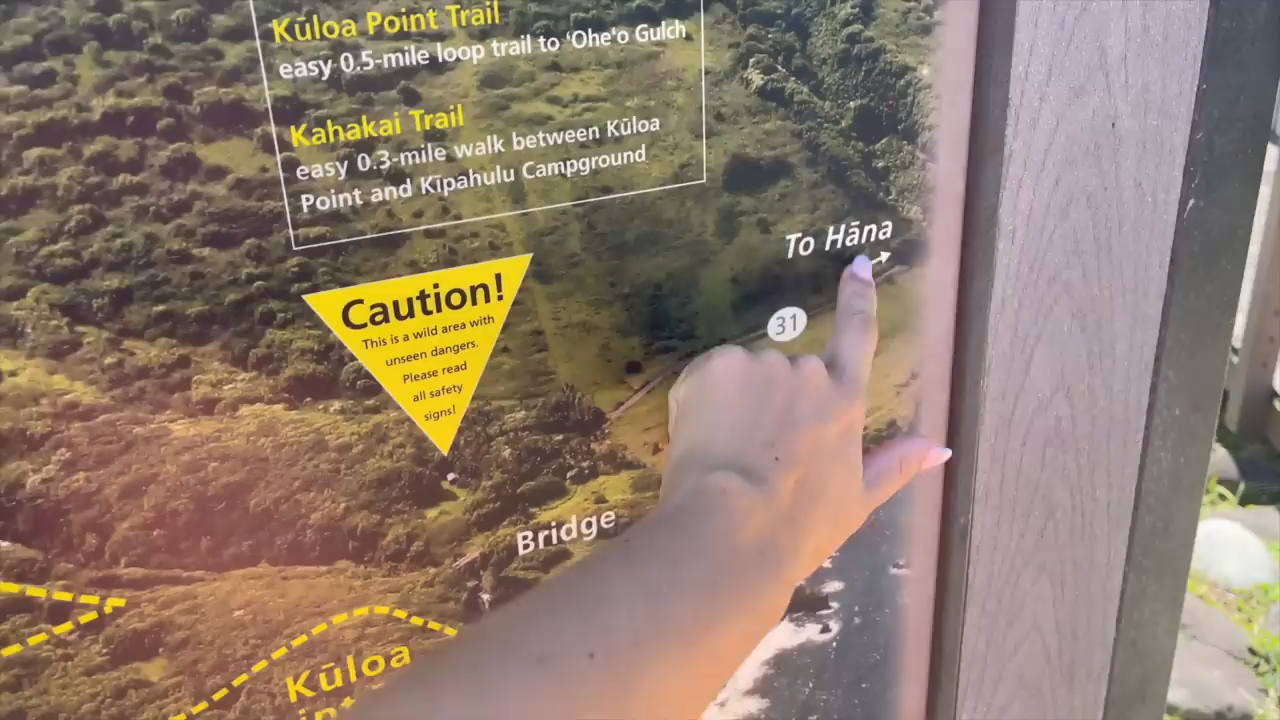 Kūloa Point Trail
easy 0.5-mile loop trail to ʻOhe'o Gulch
Kahakai Trail
easy 0.3-mile walk between Kūloa
Point and Kīpahulu Campground
To Hāna
31
Caution!
This is a wild area with
unseen dangers.
Please read
all safety
signs!
Bridge
Kūloa